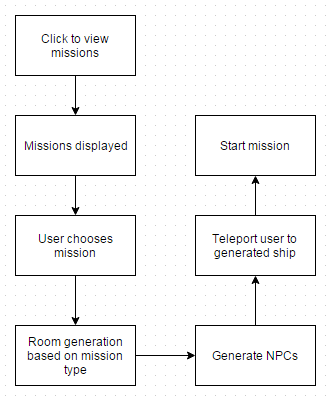 Click to view
missions
Missions displayed
User chooses
mission
Room generation
based on mission
type
Generate NPCs
Teleport user to
generated ship
Start mission